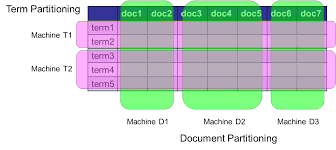 Term Partitioning
doc1 doc2 doc3 doc4 doc5 doc6 doc7
Machine T1
term1
term2
Machine T2
term3
term4
term5
Machine D1 Machine D2 Machine D3
Document Partitioning